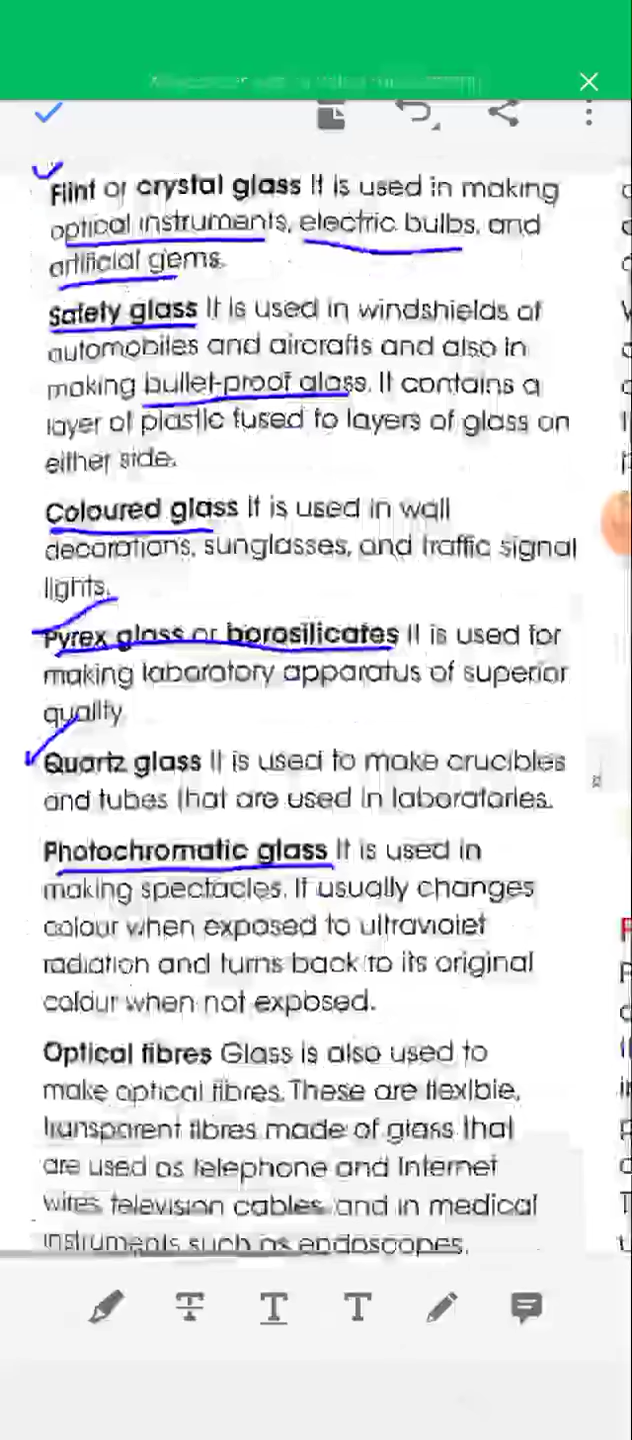 Flint or crystal glass It is used in making
optical instruments, electric bulbs, and
artificial gems.
Safety glass It is used in windshields of
automobiles and aircrafts and also in
making bullet-proof glass. It contains a
layer of plastic fused to layers of glass on
either side.
Coloured glass It is used in wall
decorations, sunglasses, and traffic signal
lights.
Pyrex glass or borosilicates It is used for
making laboratory apparatus of superior
quality
Quartz glass It is used to make crucibles
and tubes that are used in laboratories.
Photochromatic glass It is used in
making spectacles. It usually changes
colour when exposed to ultraviolet
radiation and turns back to its original
colour when not exposed.
Optical fibres Glass is also used to
make optical fibres. These are flexible,
transparent fibres made of glass that
are used as telephone and Internet
wires, television cables and in medical
instruments such as endoscopes.